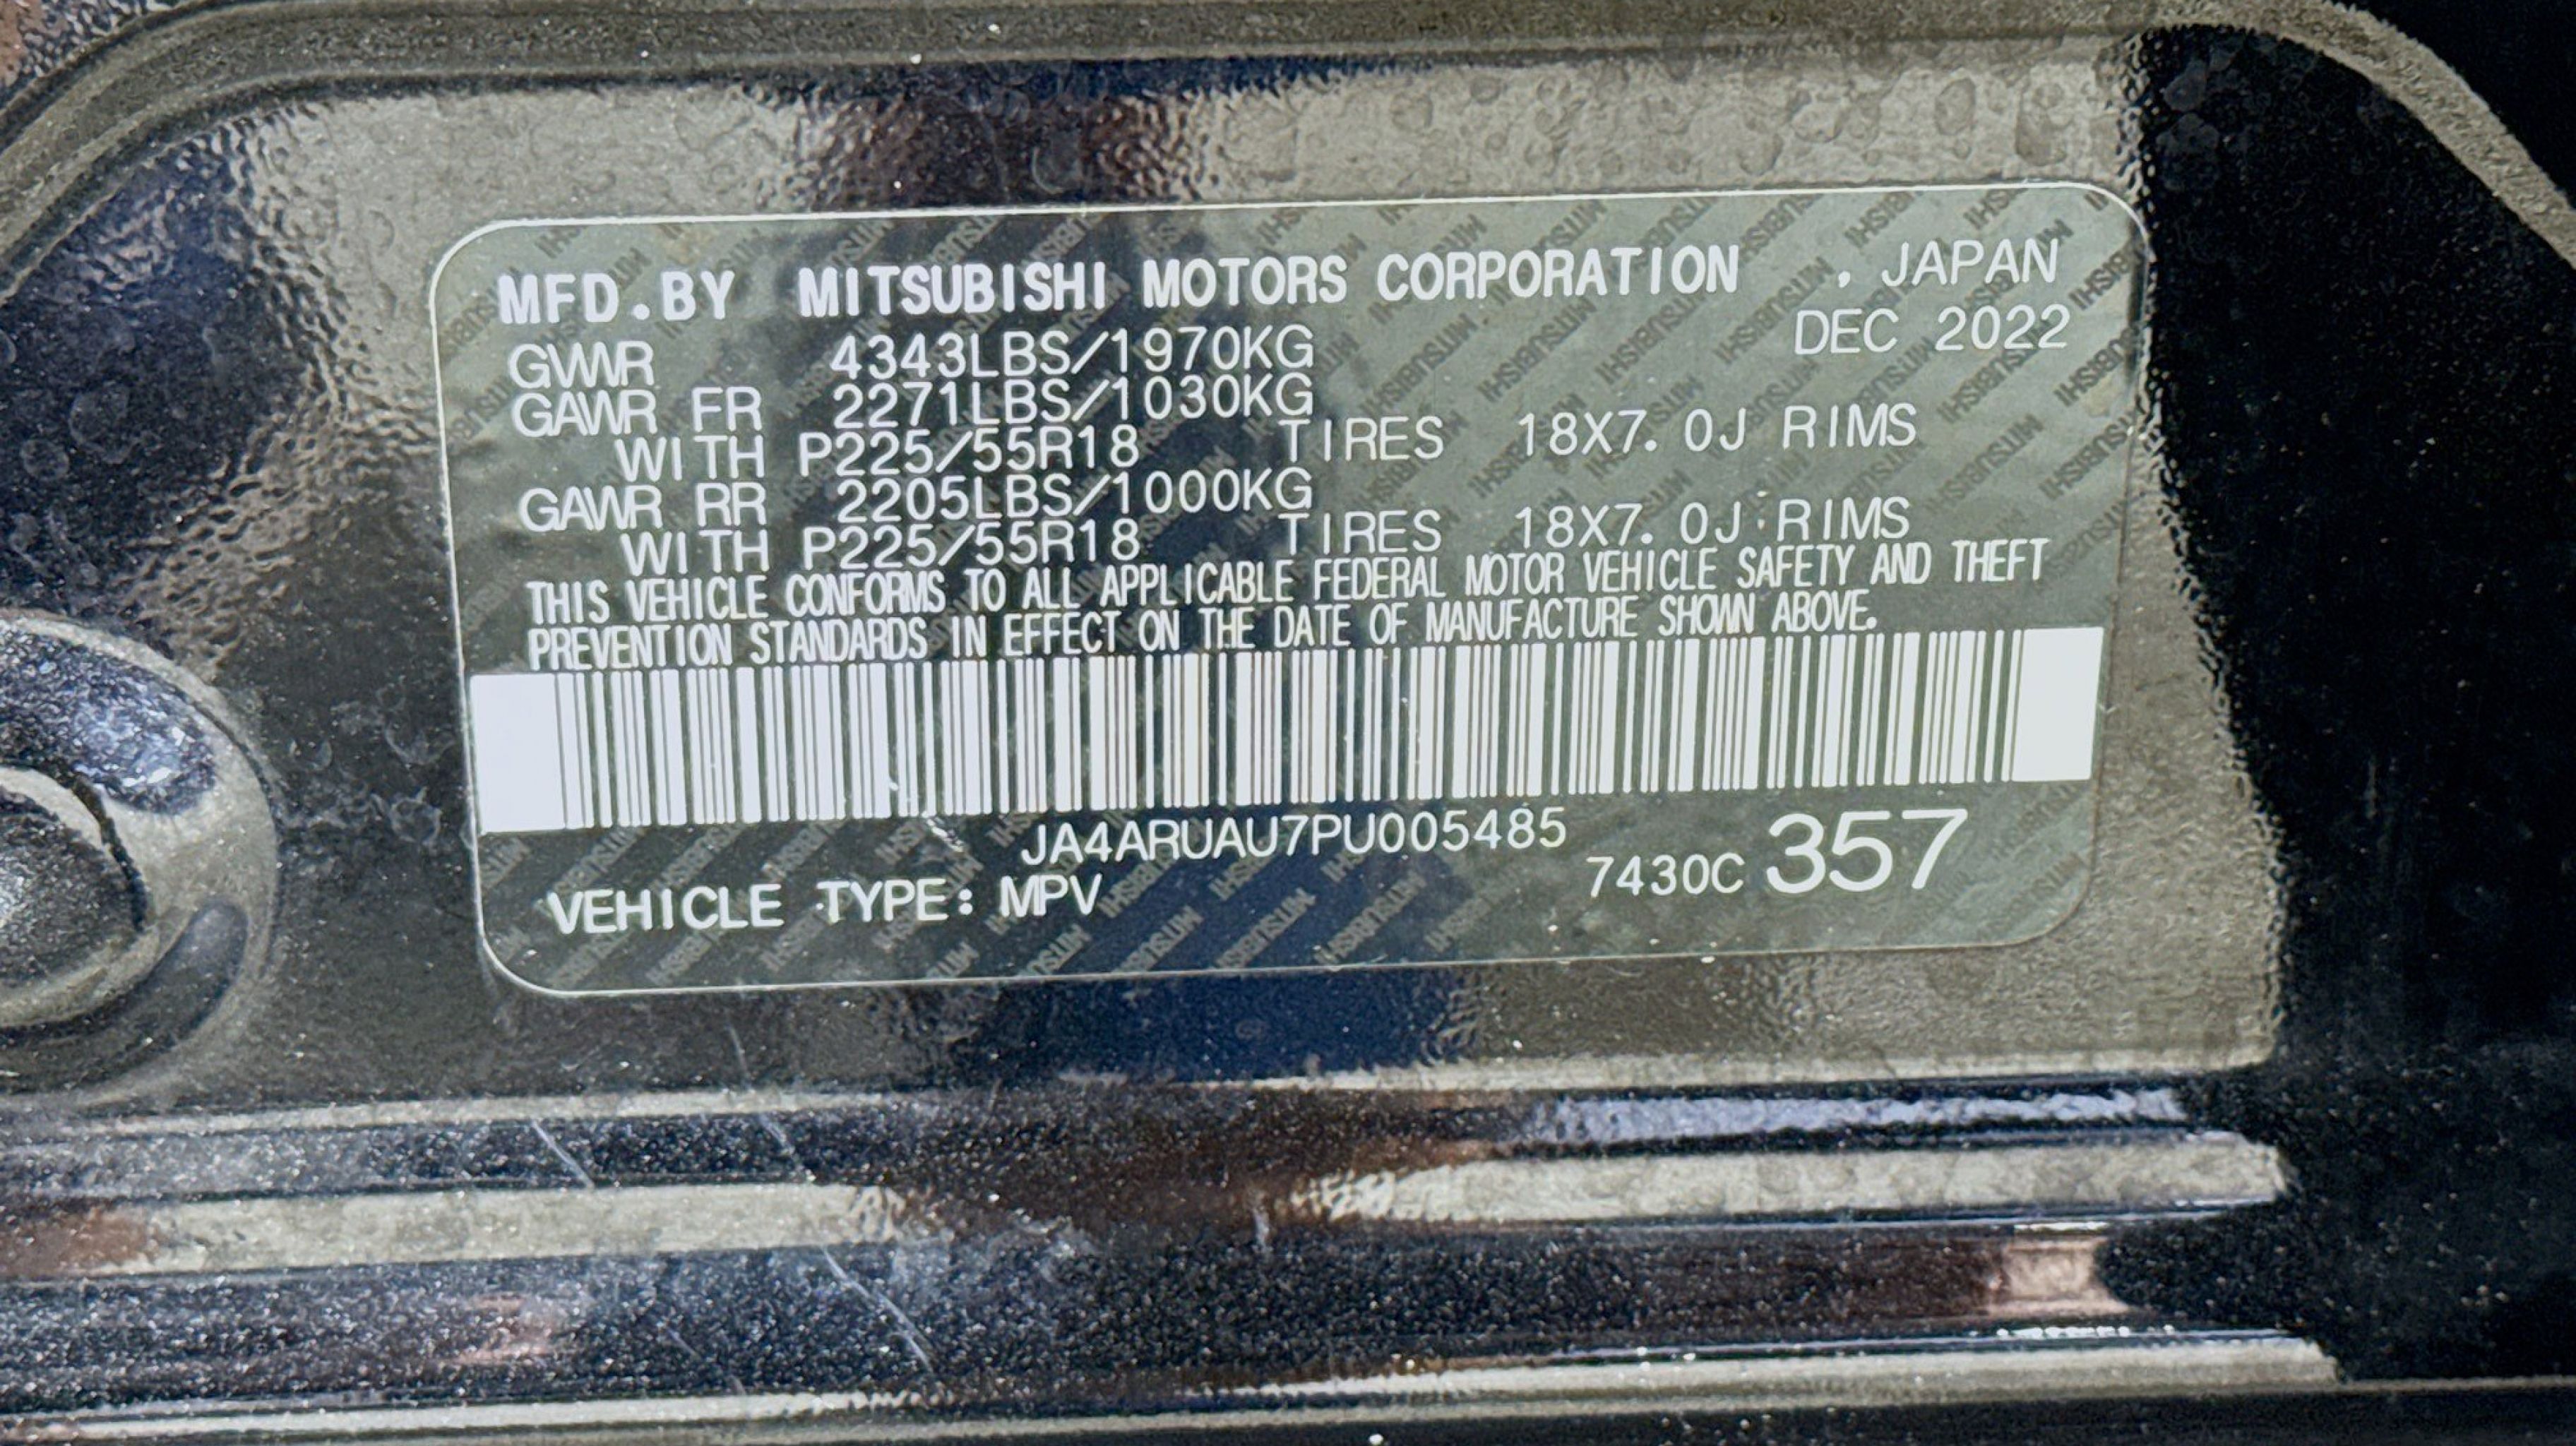 MFD.BY MITSUBISHI MOTORS CORPORATION , JAPAN
DEC 2022
GVWR 4343LBS/1970KG
GAWR FR 2271LBS/1030KG
WITH P225/55R18 TIRES 18X7.0J RIMS
GAWR RR 2205LBS/1000KG
WITH P225/55R18 TIRES 18X7.0J RIMS
THIS VEHICLE CONFORMS TO ALL APPLICABLE FEDERAL MOTOR VEHICLE SAFETY AND THEFT
PREVENTION STANDARDS IN EFFECT ON THE DATE OF MANUFACTURE SHOWN ABOVE.
JA4ARUAU7PU005485
7430C 357
VEHICLE TYPE: MPV